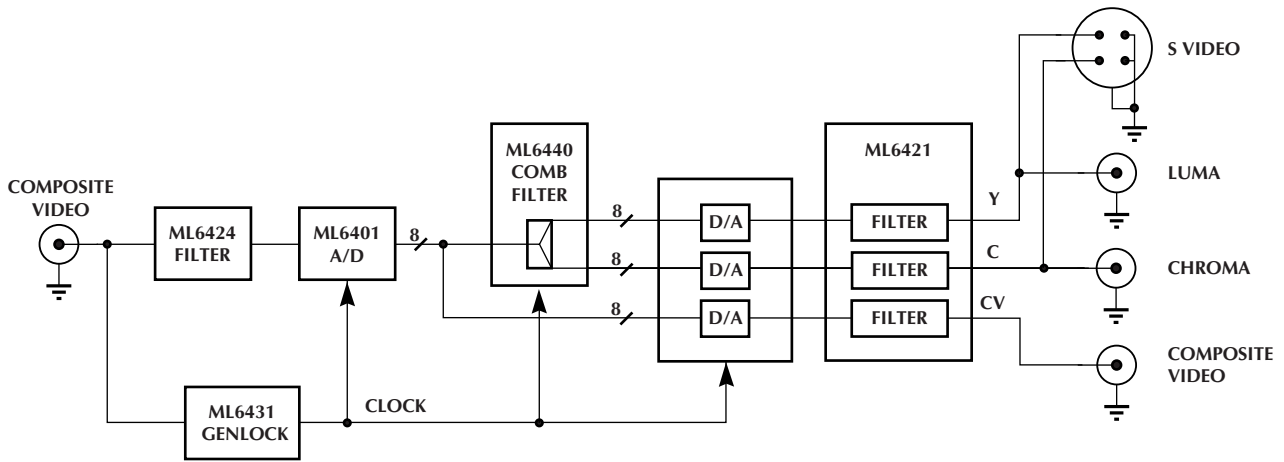 S VIDEO
ML6440
COMB
FILTER
ML6421
LUMA
COMPOSITE
VIDEO
8
Y
D/A
FILTER
ML6424
FILTER
ML6401
A/D
8
8
C
D/A
FILTER
CHROMA
8
CV
D/A
FILTER
COMPOSITE
VIDEO
CLOCK
ML6431
GENLOCK